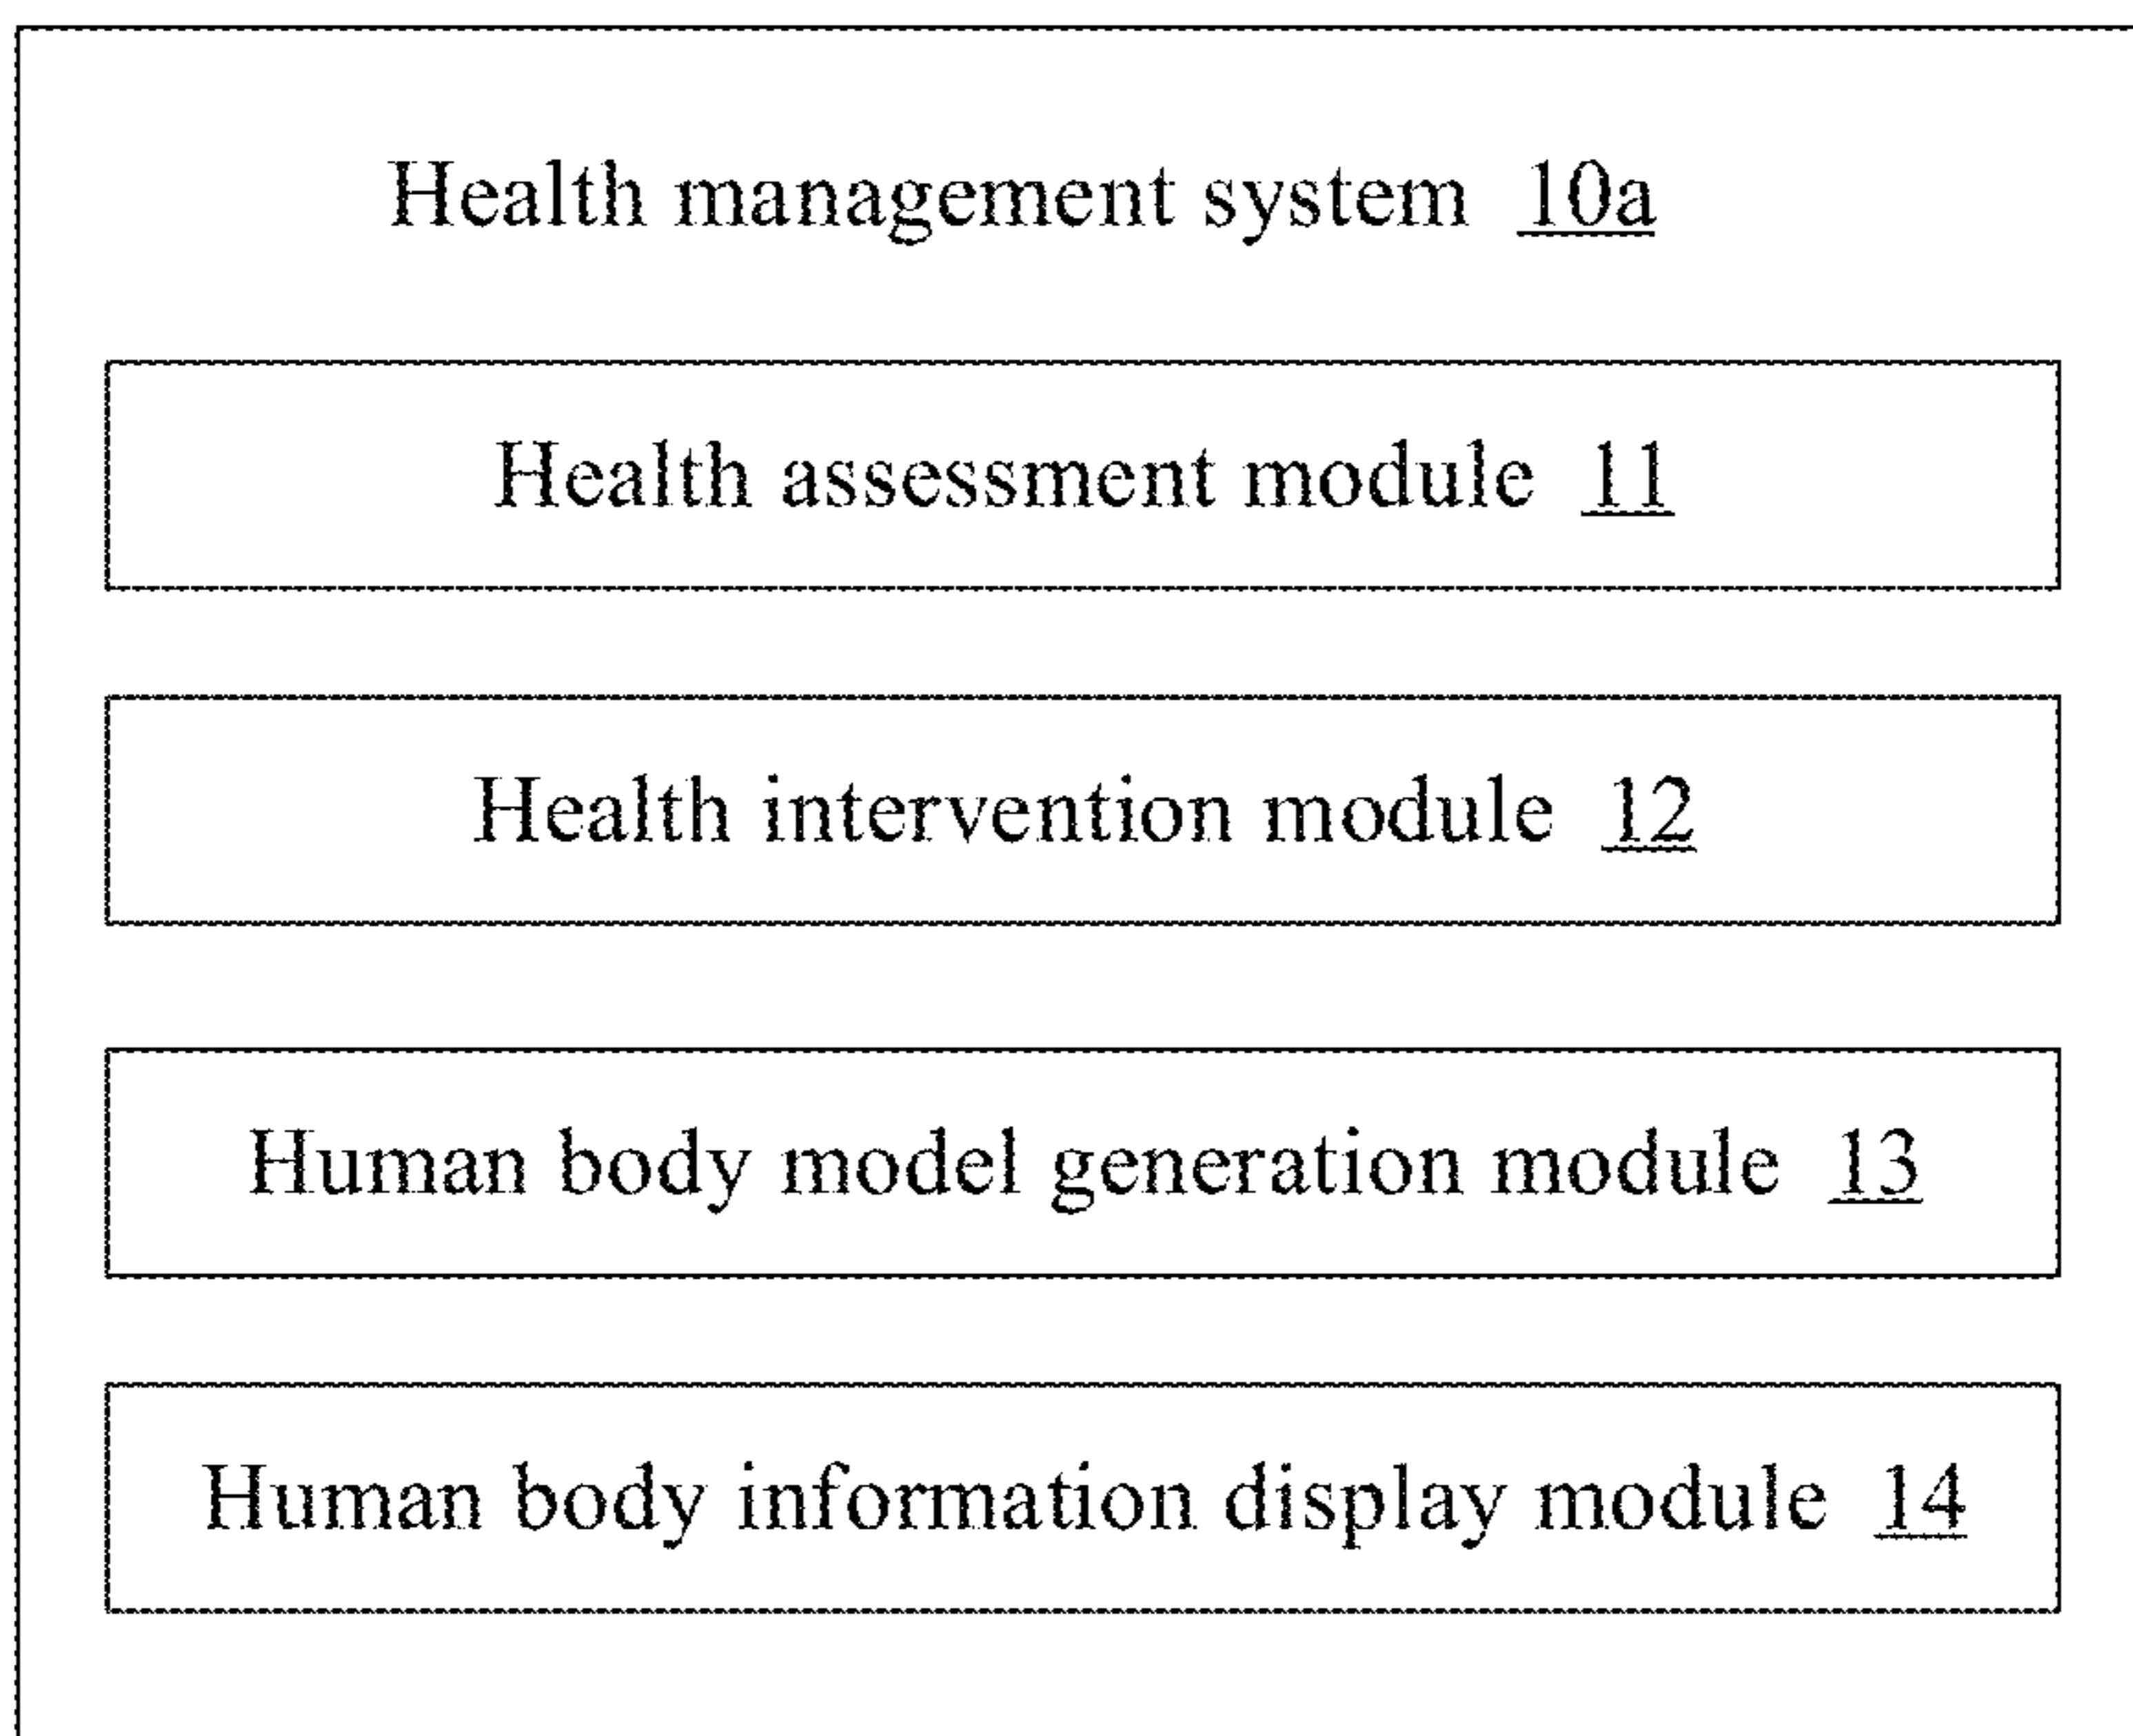 Health management system 10a
Health assessment module 11
Health intervention module 12
Human body model generation module 13
Human body information display module 14